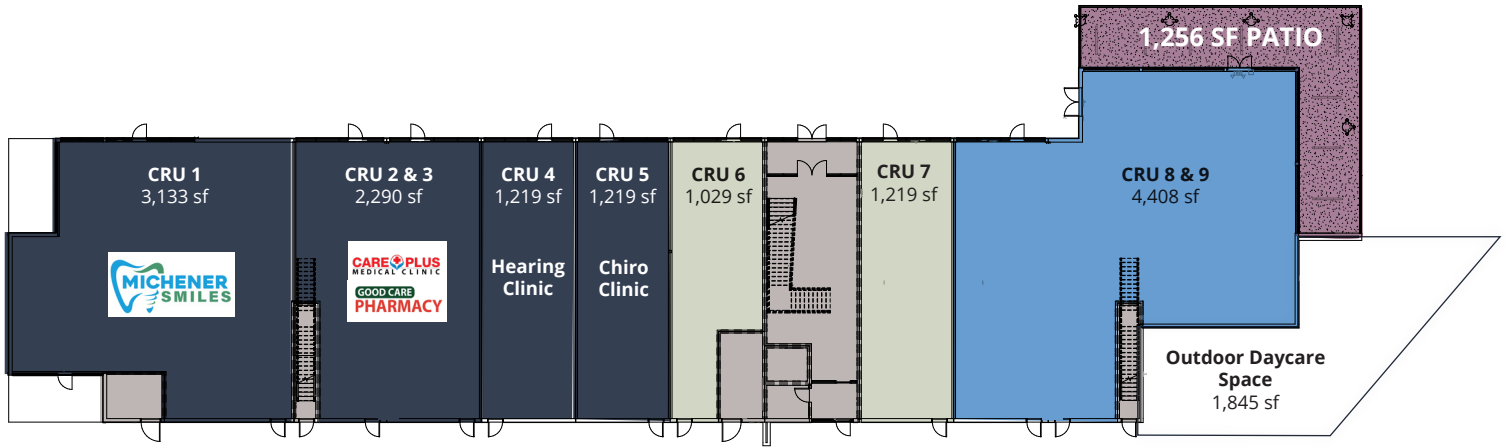 1,256 SF PATIO
CRU 1
3,133 sf
MICHENER
SMILES
CRU 2 & 3
2,290 sf
CARE PLUS
MEDICAL CLINIC
GOOD CARE
PHARMACY
CRU 4
1,219 sf
Hearing
Clinic
CRU 5
1,219 sf
Chiro
Clinic
CRU 6
1,029 sf
CRU 7
1,219 sf
CRU 8 & 9
4,408 sf
Outdoor Daycare
Space
1,845 sf